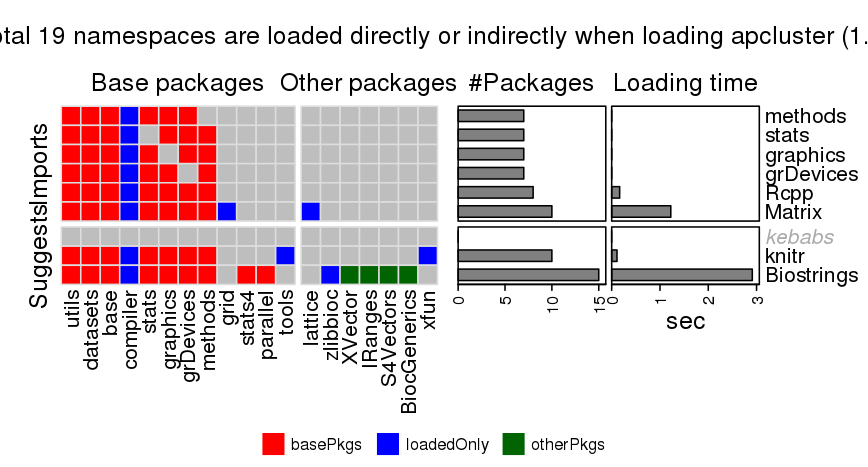 otal 19 namespaces are loaded directly or indirectly when loading apcluster (1.
Base packages Other packages #Packages Loading time
Imports
Suggests
methods
stats
graphics
grDevices
Rcpp
Matrix
kebabs
knitr
Biostrings
utils
datasets
base
compiler
stats
graphics
grDevices
methods
grid
stats4
parallel
tools
lattice
zlibbioc
XVector
IRanges
S4Vectors
BiocGenerics
xfun
0 5 10 15
0 1 2 3
sec
basePkgs loadedOnly otherPkgs